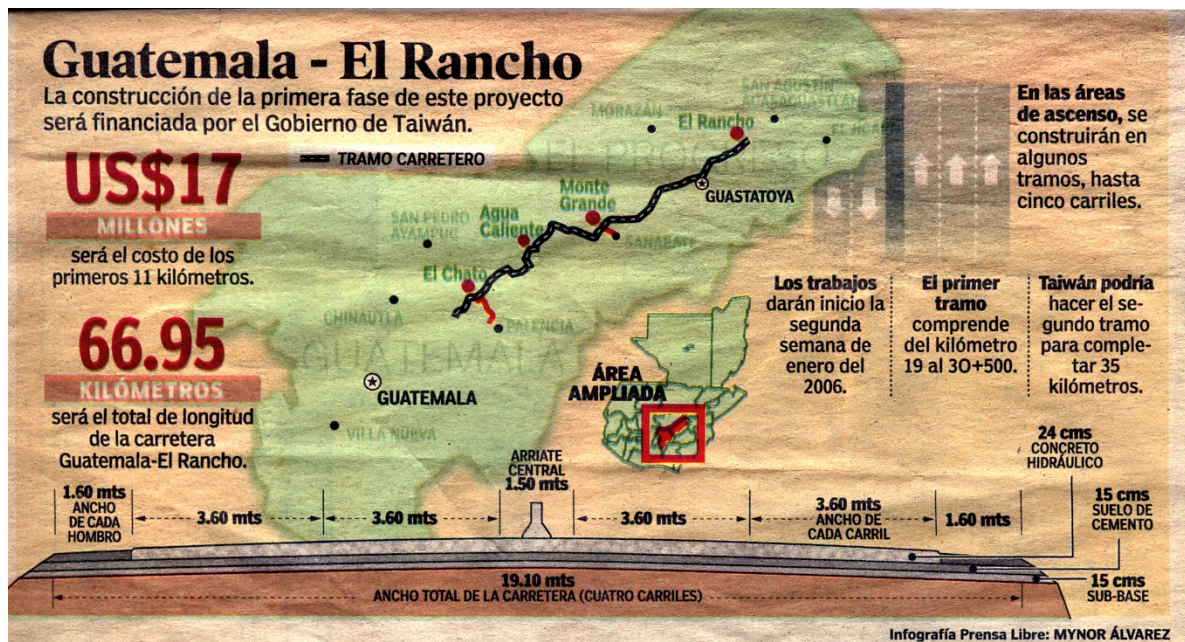 Guatemala - El Rancho
La construcción de la primera fase de este proyecto
será financiada por el Gobierno de Taiwán.
US$17
MILLONES
será el costo de los
primeros 11 kilómetros.
66.95
KILÓMETROS
será el total de longitud
de la carretera
Guatemala-El Rancho.
TRAMO CARRETERO
MORAZÁN
SAN AGUSTÍN
ACASAGUASTLÁN
El Rancho
EL JÍCARO
EL PROGRESO
GUASTATOYA
Monte
Grande
SANARATE
Agua
Caliente
SAN PEDRO
AYAMPUC
El Chato
CHINAUTLA
PALENCIA
GUATEMALA
GUATEMALA
VILLA NUEVA
ÁREA
AMPLIADA
En las áreas
de ascenso, se
construirán en
algunos
tramos, hasta
cinco carriles.
Los trabajos
darán inicio la
segunda
semana de
enero del
2006.
El primer
tramo
comprende
del kilómetro
19 al 30+500.
Taiwán podría
hacer el se-
gundo tramo
para comple-
tar 35
kilómetros.
1.60 mts
ANCHO
DE CADA
HOMBRO
3.60 mts
3.60 mts
ARRIATE
CENTRAL
1.50 mts
3.60 mts
3.60 mts
ANCHO DE
CADA CARRIL
1.60 mts
24 cms
CONCRETO
HIDRÁULICO
15 cms
SUELO DE
CEMENTO
15 cms
SUB-BASE
19.10 mts
ANCHO TOTAL DE LA CARRETERA (CUATRO CARRILES)
Infografía Prensa Libre: MYNOR ÁLVAREZ